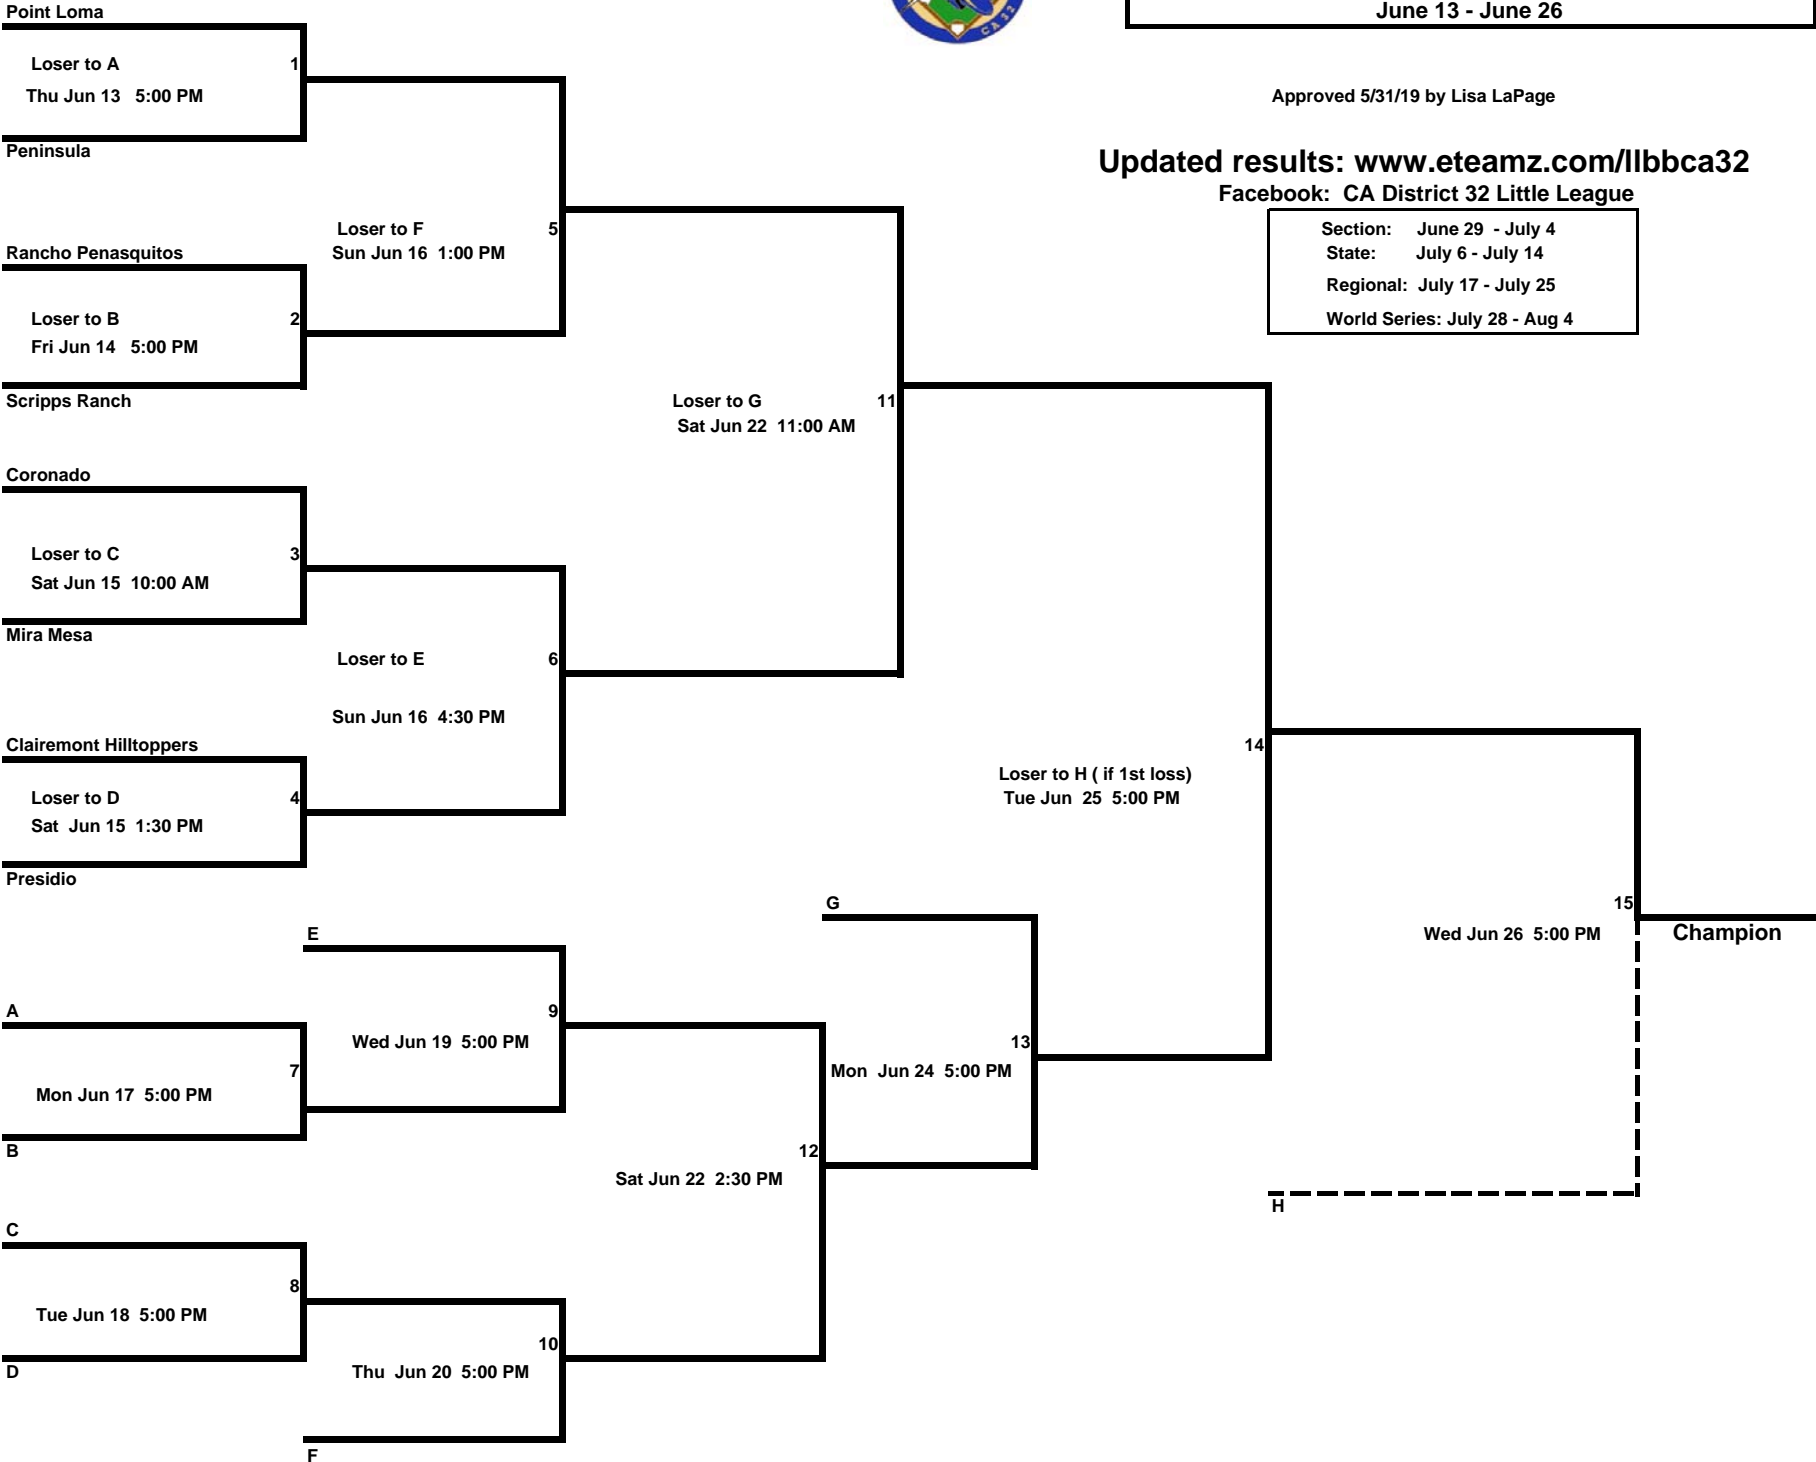 Point Loma
CA 32
June 13 - June 26
Loser to A 1
Thu Jun 13 5:00 PM
Approved 5/31/19 by Lisa LaPage
Peninsula
Updated results: www.eteamz.com/llbbca32
Facebook: CA District 32 Little League
Section: June 29 - July 4
State: July 6 - July 14
Regional: July 17 - July 25
World Series: July 28 - Aug 4
Loser to F 5
Sun Jun 16 1:00 PM
Rancho Penasquitos
Loser to B 2
Fri Jun 14 5:00 PM
Scripps Ranch
Loser to G 11
Sat Jun 22 11:00 AM
Coronado
Loser to C 3
Sat Jun 15 10:00 AM
Mira Mesa
Loser to E 6
Sun Jun 16 4:30 PM
Clairemont Hilltoppers
Loser to D 4
Sat Jun 15 1:30 PM
Presidio
14
Loser to H ( if 1st loss)
Tue Jun 25 5:00 PM
G
15
Wed Jun 26 5:00 PM
Champion
E
A
9
Wed Jun 19 5:00 PM
13
Mon Jun 24 5:00 PM
7
Mon Jun 17 5:00 PM
B
12
Sat Jun 22 2:30 PM
H
C
8
Tue Jun 18 5:00 PM
D
10
Thu Jun 20 5:00 PM
F